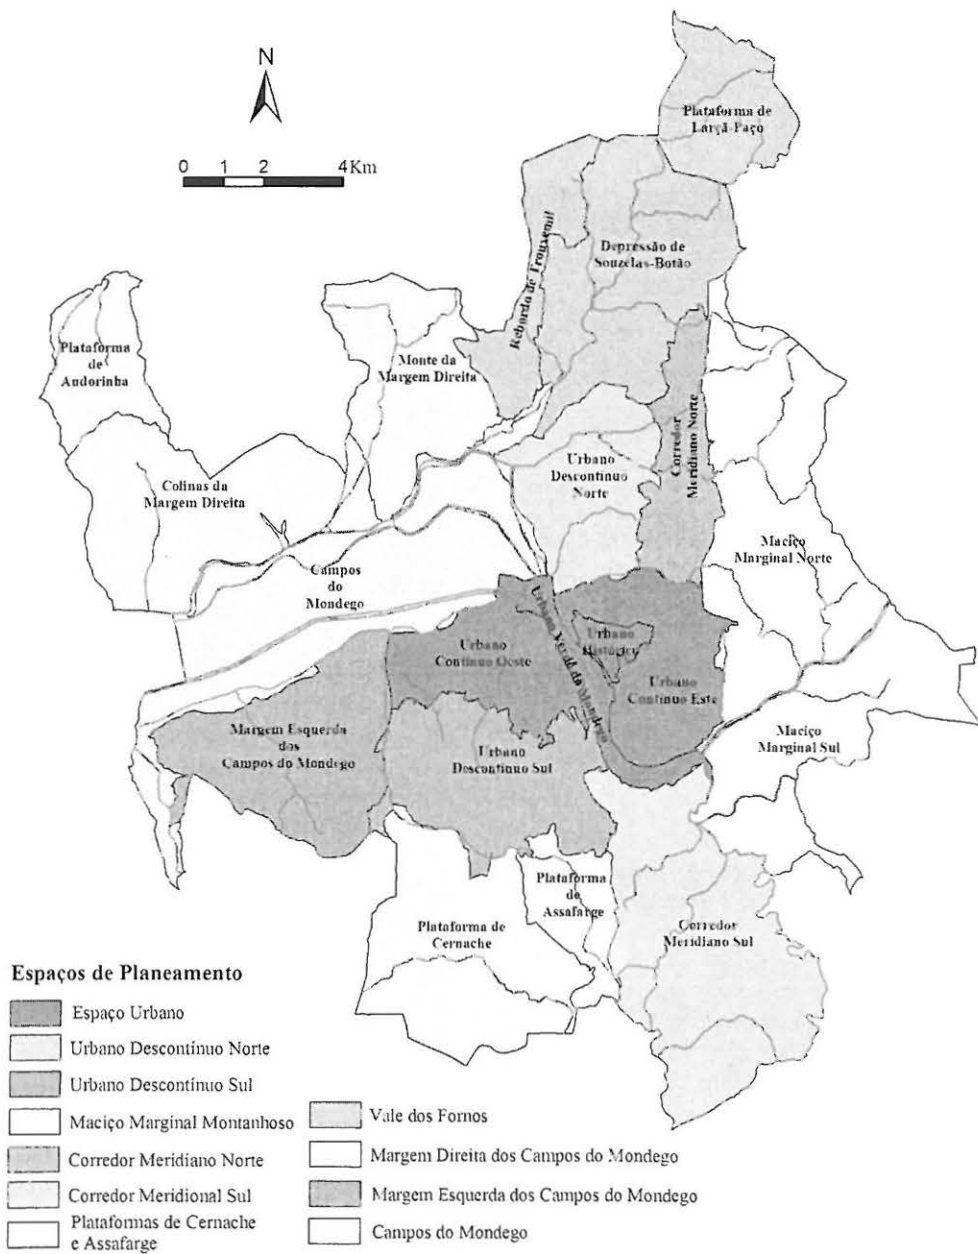 N
0 1 2 4Km
Plataforma de
Larçã-Paço
Rebordo de Trouxemil
Depressão de
Souzelas-Botão
Plataforma
de
Andorinha
Monte da
Margem Direita
Corredor
Meridiano Norte
Urbano
Descontínuo
Norte
Colinas da
Margem Direita
Maciço
Marginal Norte
Campos
do
Mondego
Urbano Verde do Mondego
Urbano
Histórico
Urbano
Contínuo Oeste
Urbano
Contínuo Este
Margem Esquerda
dos
Campos do Mondego
Urbano
Descontínuo Sul
Maciço
Marginal Sul
Plataforma
de
Assafarge
Plataforma de
Cernache
Corredor
Meridiano Sul
Espaços de Planeamento
Espaço Urbano
Urbano Descontínuo Norte
Urbano Descontínuo Sul
Maciço Marginal Montanhoso
Corredor Meridiano Norte
Corredor Meridional Sul
Plataformas de Cernache
e Assafarge
Vale dos Fornos
Margem Direita dos Campos do Mondego
Margem Esquerda dos Campos do Mondego
Campos do Mondego